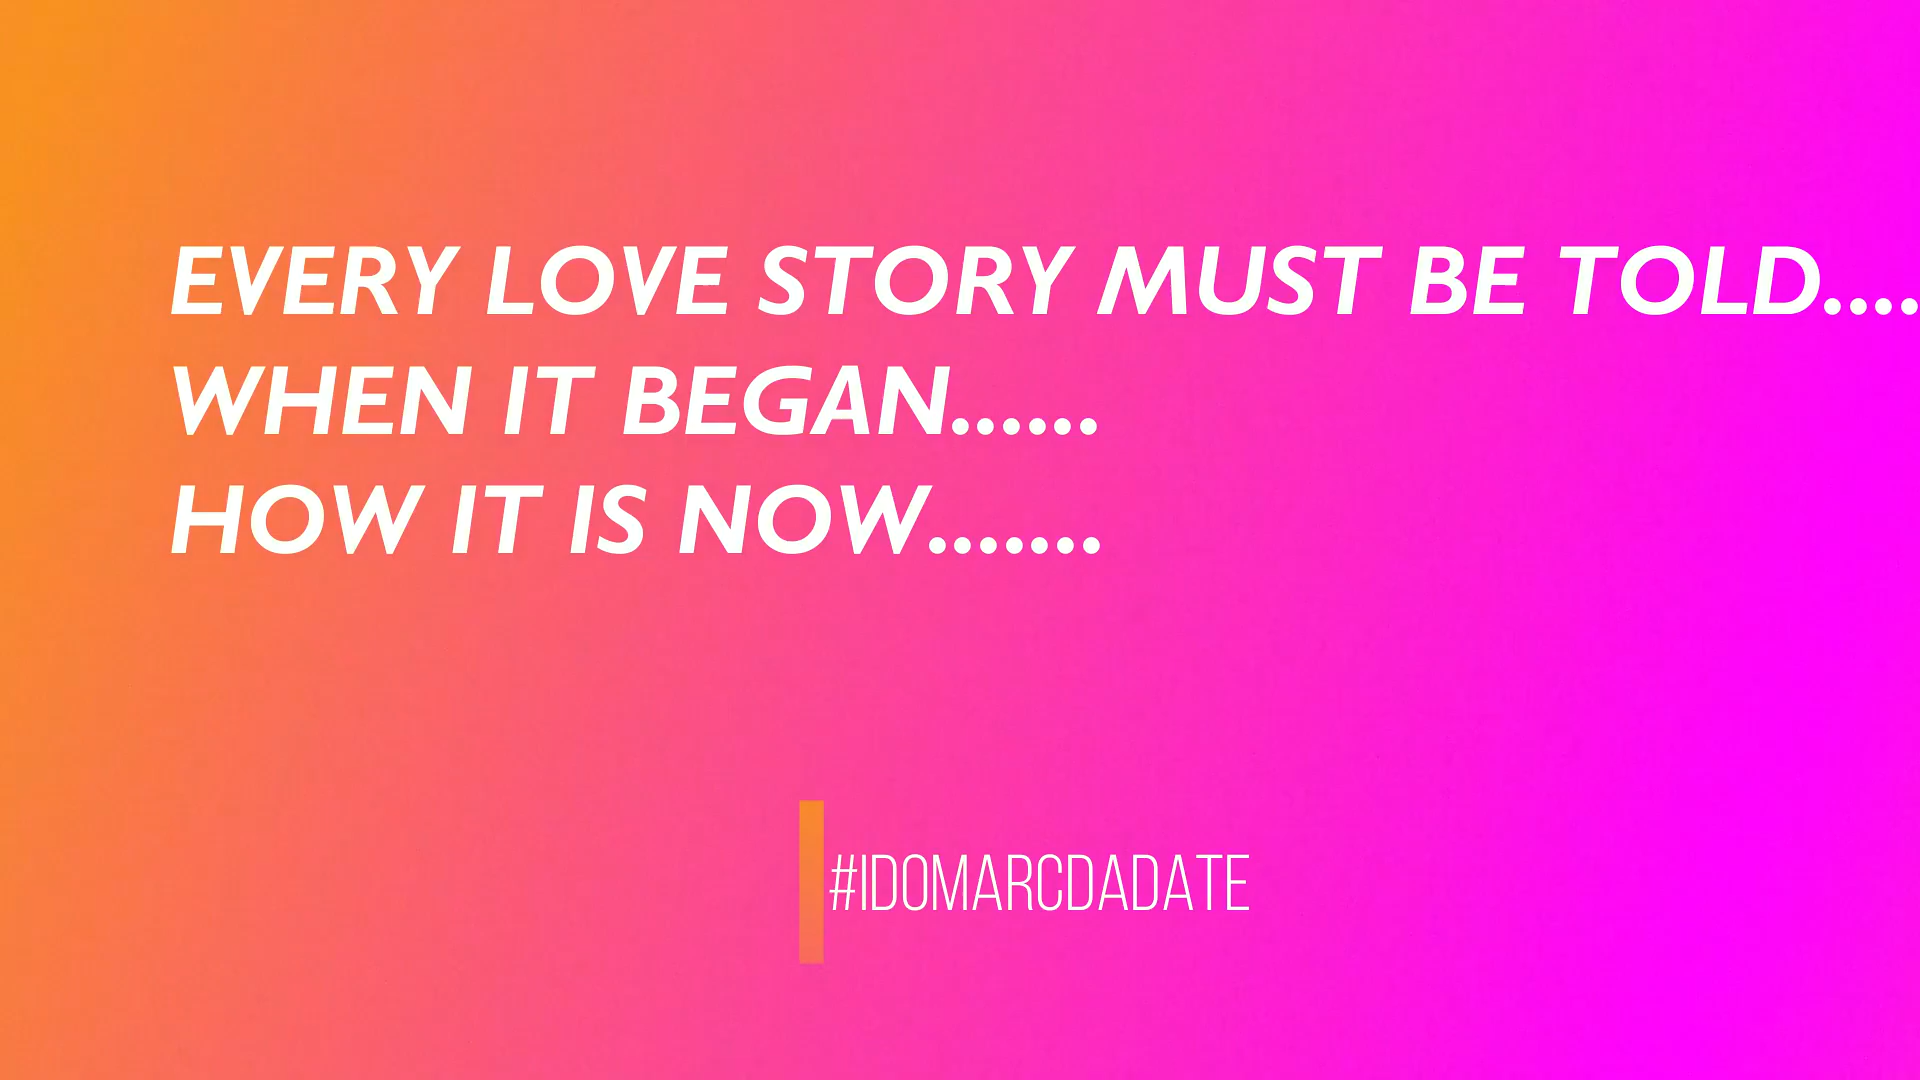 EVERY LOVE STORY MUST BE TOLD....
WHEN IT BEGAN......
HOW IT IS NOW.......
#IDOMARCDADATE